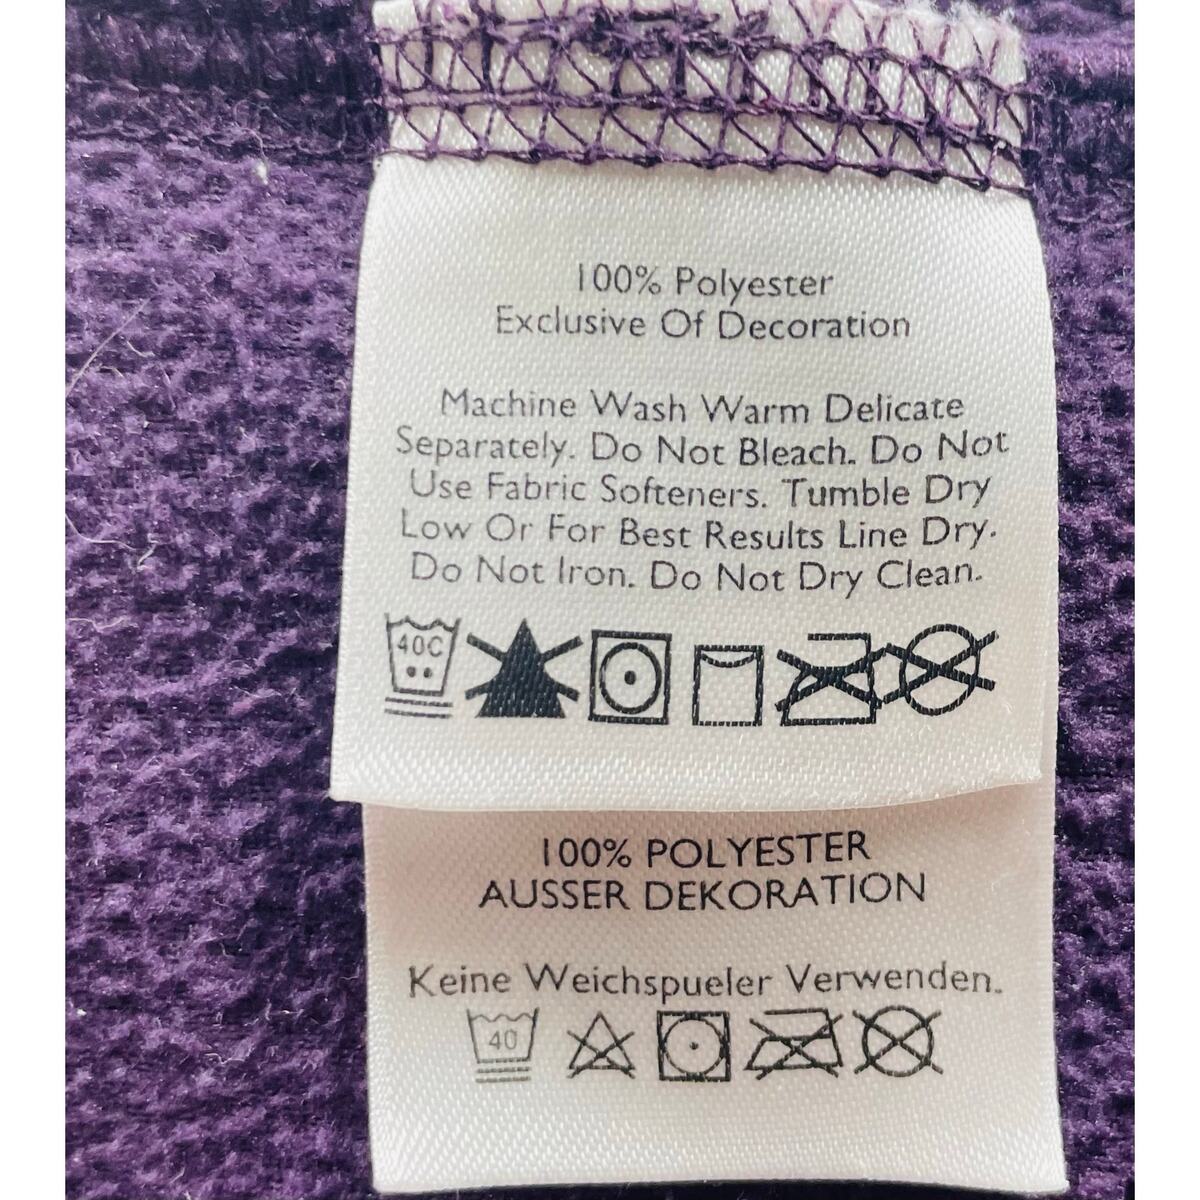 100% Polyester
Exclusive Of Decoration
Machine Wash Warm Delicate
Separately. Do Not Bleach. Do Not
Use Fabric Softeners. Tumble Dry
Low Or For Best Results Line Dry.
Do Not Iron. Do Not Dry Clean.
40C
100% POLYESTER
AUSSER DEKORATION
Keine Weichspueler Verwenden.
40